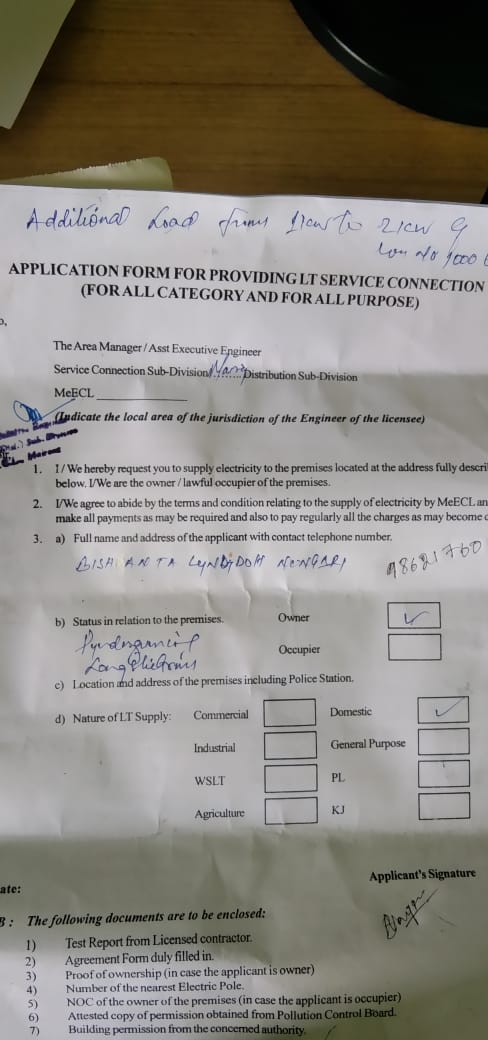 Additional Load from 1kw to 2kw of
APPLICATION FORM FOR PROVIDING LT SERVICE CONNECTION
(FOR ALL CATEGORY AND FOR ALL PURPOSE)
The Area Manager / Asst Executive Engineer
Service Connection Sub-Division/ Distribution Sub-Division
MeECL
(Indicate the local area of the jurisdiction of the Engineer of the licensee)
Sub. Division
1. I / We hereby request you to supply electricity to the premises located at the address fully descri
below. I/We are the owner / lawful occupier of the premises.
2. I/We agree to abide by the terms and condition relating to the supply of electricity by MeECL an
make all payments as may be required and also to pay regularly all the charges as may become
3. a) Full name and address of the applicant with contact telephone number.
BISHANTA LYNGDOH NONGBRI 98621760
b) Status in relation to the premises. Owner
Occupier
c) Location and address of the premises including Police Station.
d) Nature of LT Supply: Commercial Domestic
Industrial General Purpose
WSLT PL
Agriculture KJ
Applicant's Signature
ate:
B : The following documents are to be enclosed:
1) Test Report from Licensed contractor.
2) Agreement Form duly filled in.
3) Proof of ownership (in case the applicant is owner)
4) Number of the nearest Electric Pole.
5) NOC of the owner of the premises (in case the applicant is occupier)
6) Attested copy of permission obtained from Pollution Control Board.
7) Building permission from the concerned authority.